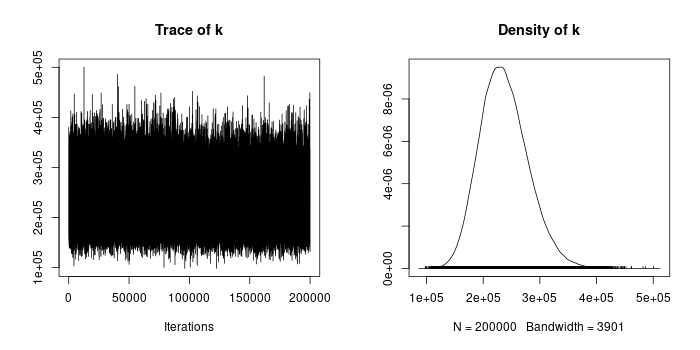 Trace of k
5e+05
4e+05
3e+05
2e+05
1e+05
0
50000
100000
150000
200000
Iterations
Density of k
8e-06
6e-06
4e-06
0e+00
1e+05
2e+05
3e+05
4e+05
5e+05
N = 200000 Bandwidth = 3901